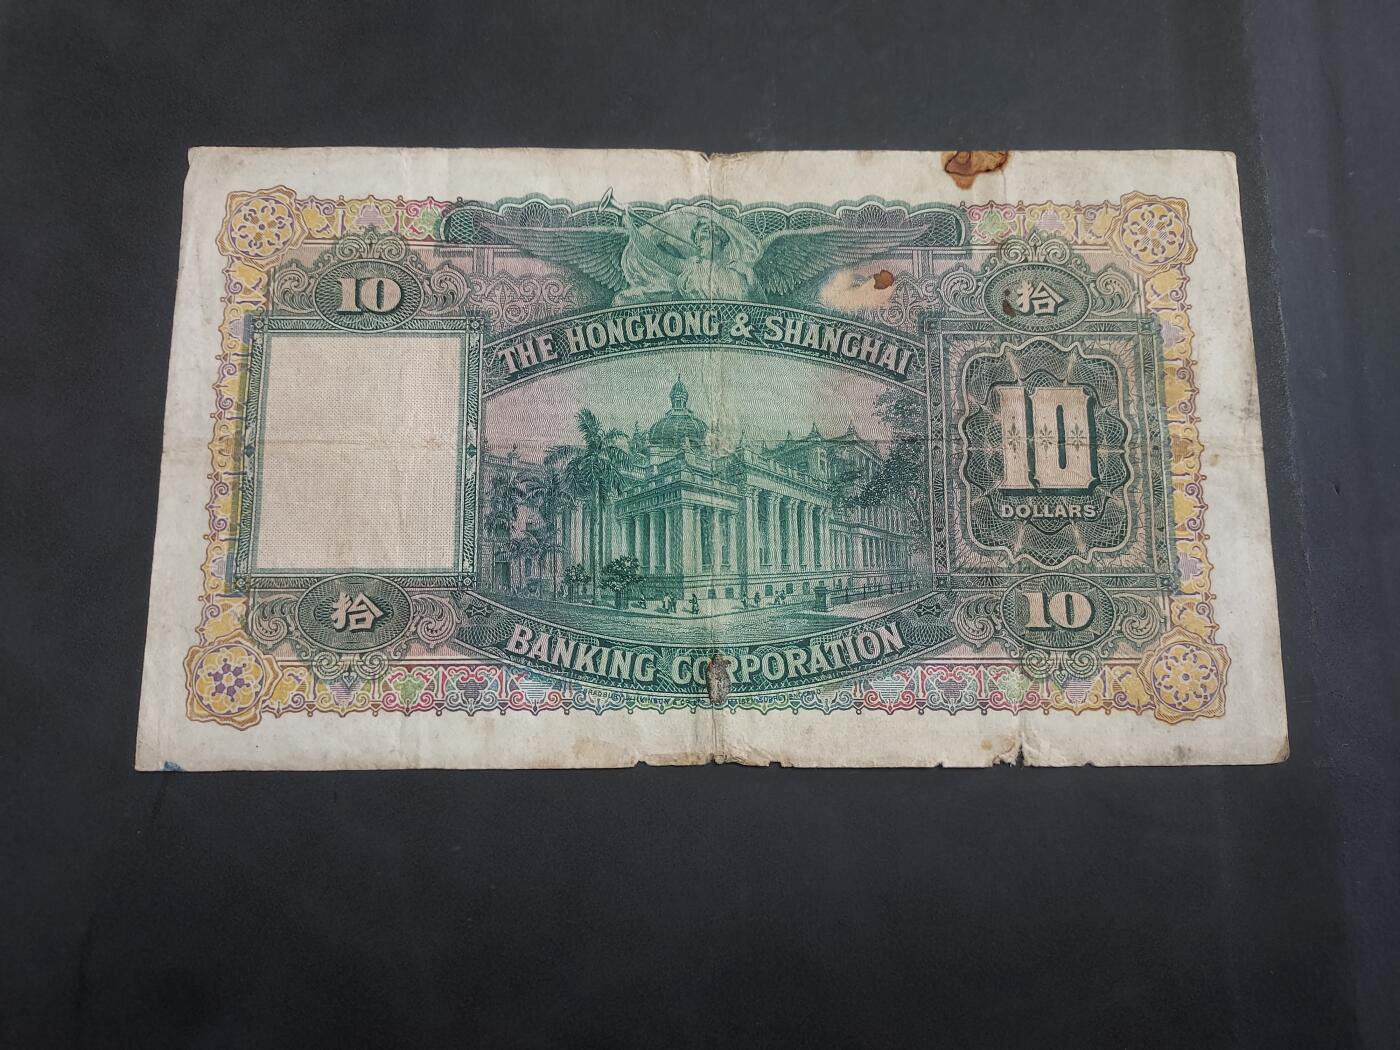 10
拾
THE HONGKONG & SHANGHAI
10
DOLLARS
拾
10
BANKING CORPORATION